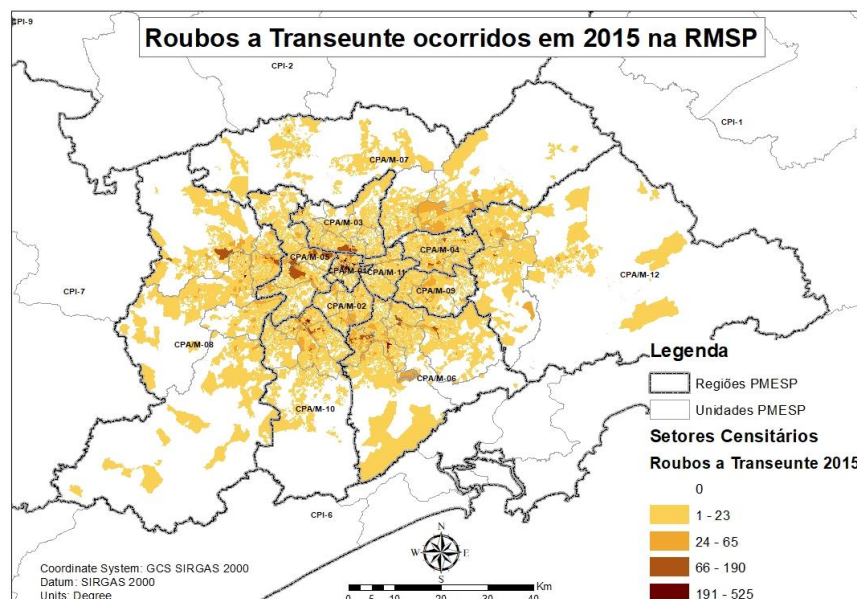 CPI-9
Roubos a Transeunte ocorridos em 2015 na RMSP
CPI-2
CPI-1
CPA/M-07
CPA/M-03
CPA/M-04
CPA/M-05
CPA/M-01
CPA/M-11
CPA/M-12
CPI-7
CPA/M-09
CPA/M-02
CPA/M-08
CPA/M-06
CPA/M-10
CPI-6
Legenda
Regiões PMESP
Unidades PMESP
Setores Censitários
Roubos a Transeunte 2015
0
1 - 23
24 - 65
66 - 190
191 - 525
N
W
E
S
Coordinate System: GCS SIRGAS 2000
Datum: SIRGAS 2000
Units: Degree
Km
0 5 10 20 30 40